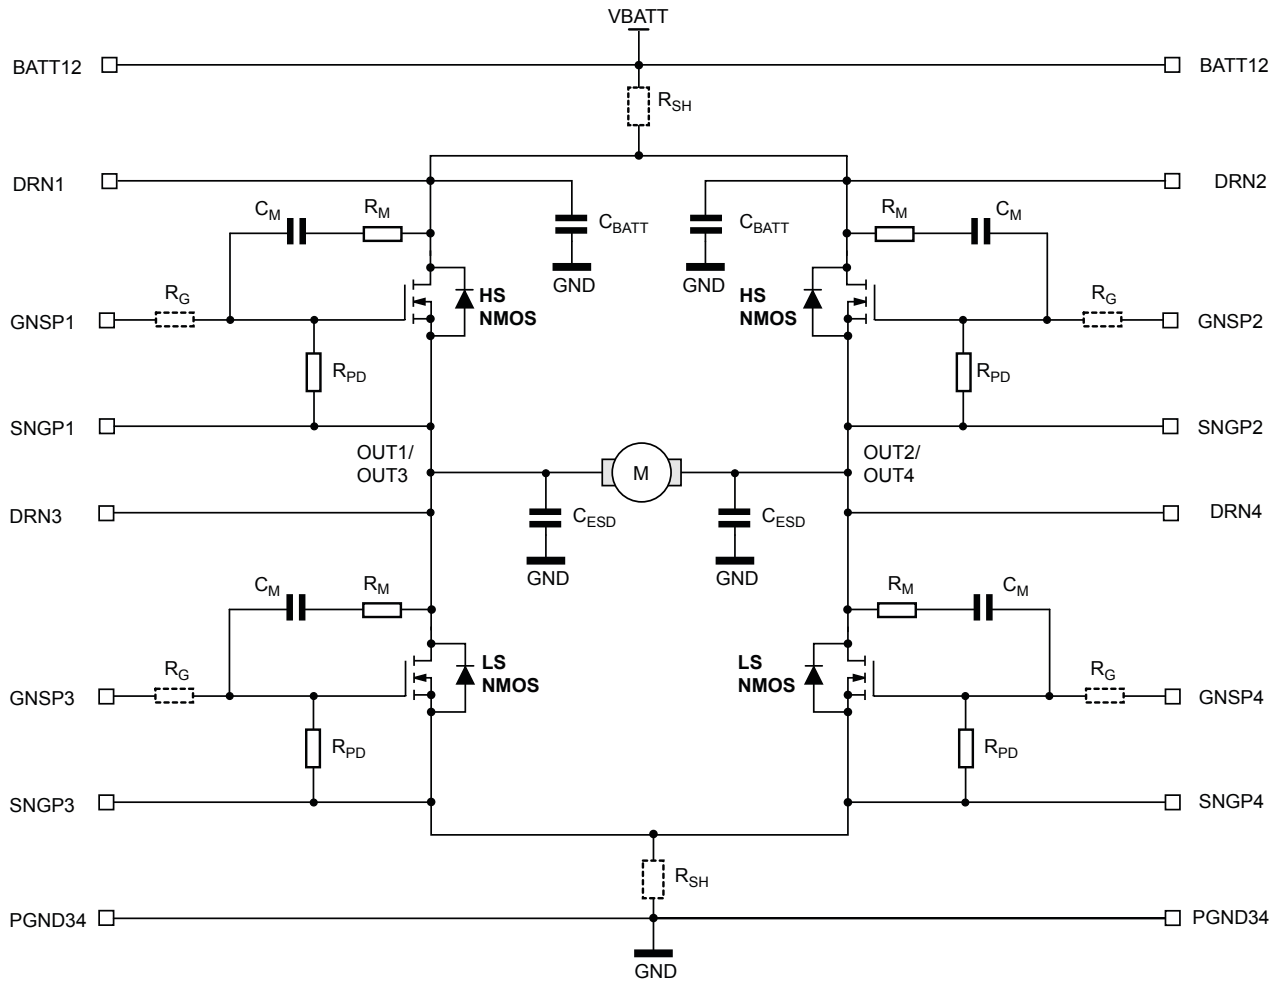 VBATT
BATT12
BATT12
RSH
DRN1
DRN2
CM
RM
CBATT
CBATT
RM
CM
GND
GND
RG
HS
NMOS
HS
NMOS
RG
GNSP1
GNSP2
RPD
RPD
SNGP1
SNGP2
OUT1/
OUT3
M
OUT2/
OUT4
DRN3
DRN4
CESD
CESD
GND
GND
CM
RM
RM
CM
RG
LS
NMOS
LS
NMOS
RG
GNSP3
GNSP4
RPD
RPD
SNGP3
SNGP4
RSH
PGND34
PGND34
GND